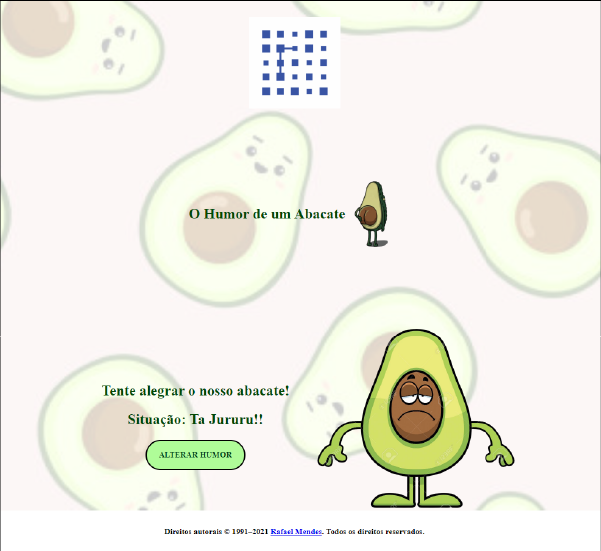 O Humor de um Abacate
Tente alegrar o nosso abacate!
Situação: Ta Jururu!!
ALTERAR HUMOR
Direitos autorais © 1991–2021 Rafael Mendes. Todos os direitos reservados.